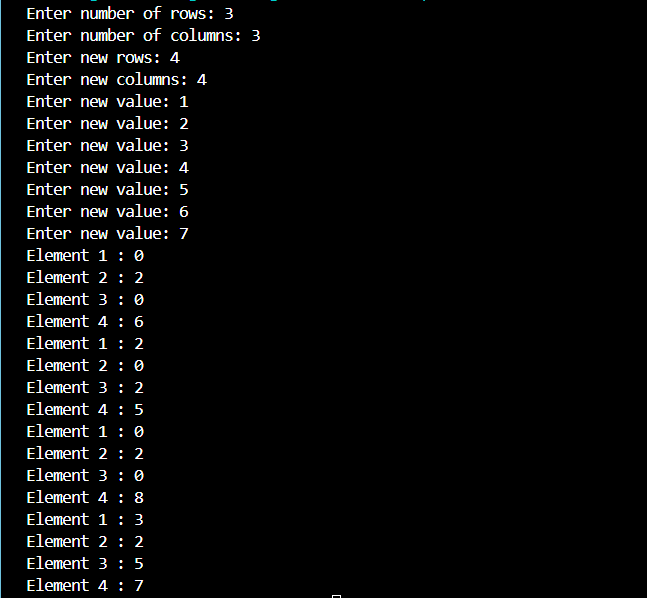 Enter number of rows: 3
Enter number of columns: 3
Enter new rows: 4
Enter new columns: 4
Enter new value: 1
Enter new value: 2
Enter new value: 3
Enter new value: 4
Enter new value: 5
Enter new value: 6
Enter new value: 7
Element 1 : 0
Element 2 : 2
Element 3 : 0
Element 4 : 6
Element 1 : 2
Element 2 : 0
Element 3 : 2
Element 4 : 5
Element 1 : 0
Element 2 : 2
Element 3 : 0
Element 4 : 8
Element 1 : 3
Element 2 : 2
Element 3 : 5
Element 4 : 7